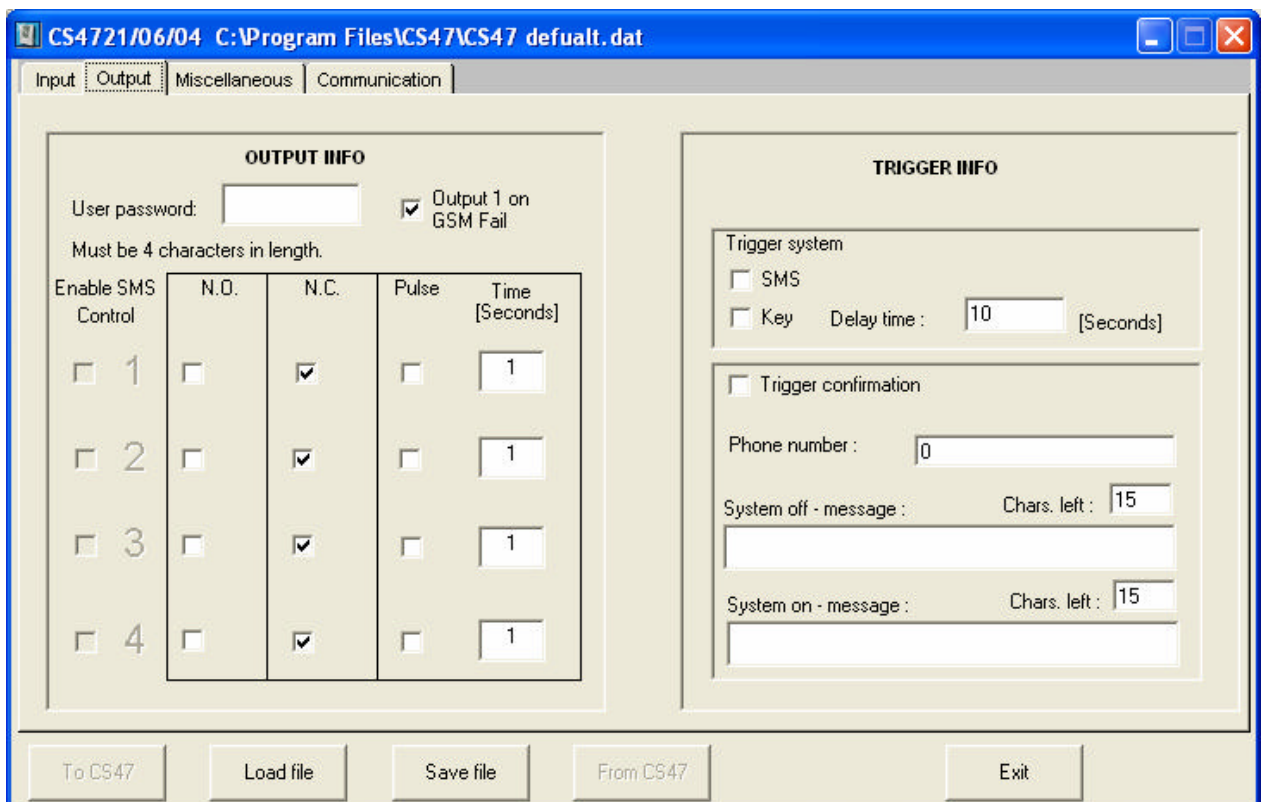 CS4721/06/04 C:\Program Files\CS47\CS47 defualt.dat
Input Output Miscellaneous Communication
OUTPUT INFO
User password:
Output 1 on
GSM Fail
Must be 4 characters in length.
Enable SMS
Control
N.O. N.C. Pulse Time
[Seconds]
1 1
2 1
3 1
4 1
TRIGGER INFO
Trigger system
SMS
Key Delay time : 10 [Seconds]
Trigger confirmation
Phone number : 0
System off - message : Chars. left : 15
System on - message : Chars. left : 15
To CS47 Load file Save file From CS47 Exit